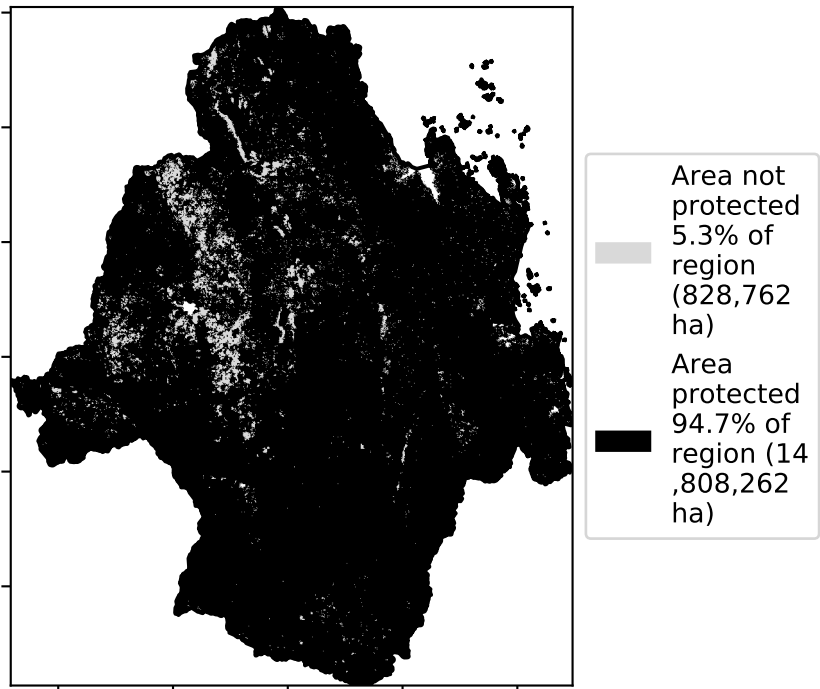 Area not
protected
5.3% of
region
(828,762
ha)
Area
protected
94.7% of
region (14
,808,262
ha)